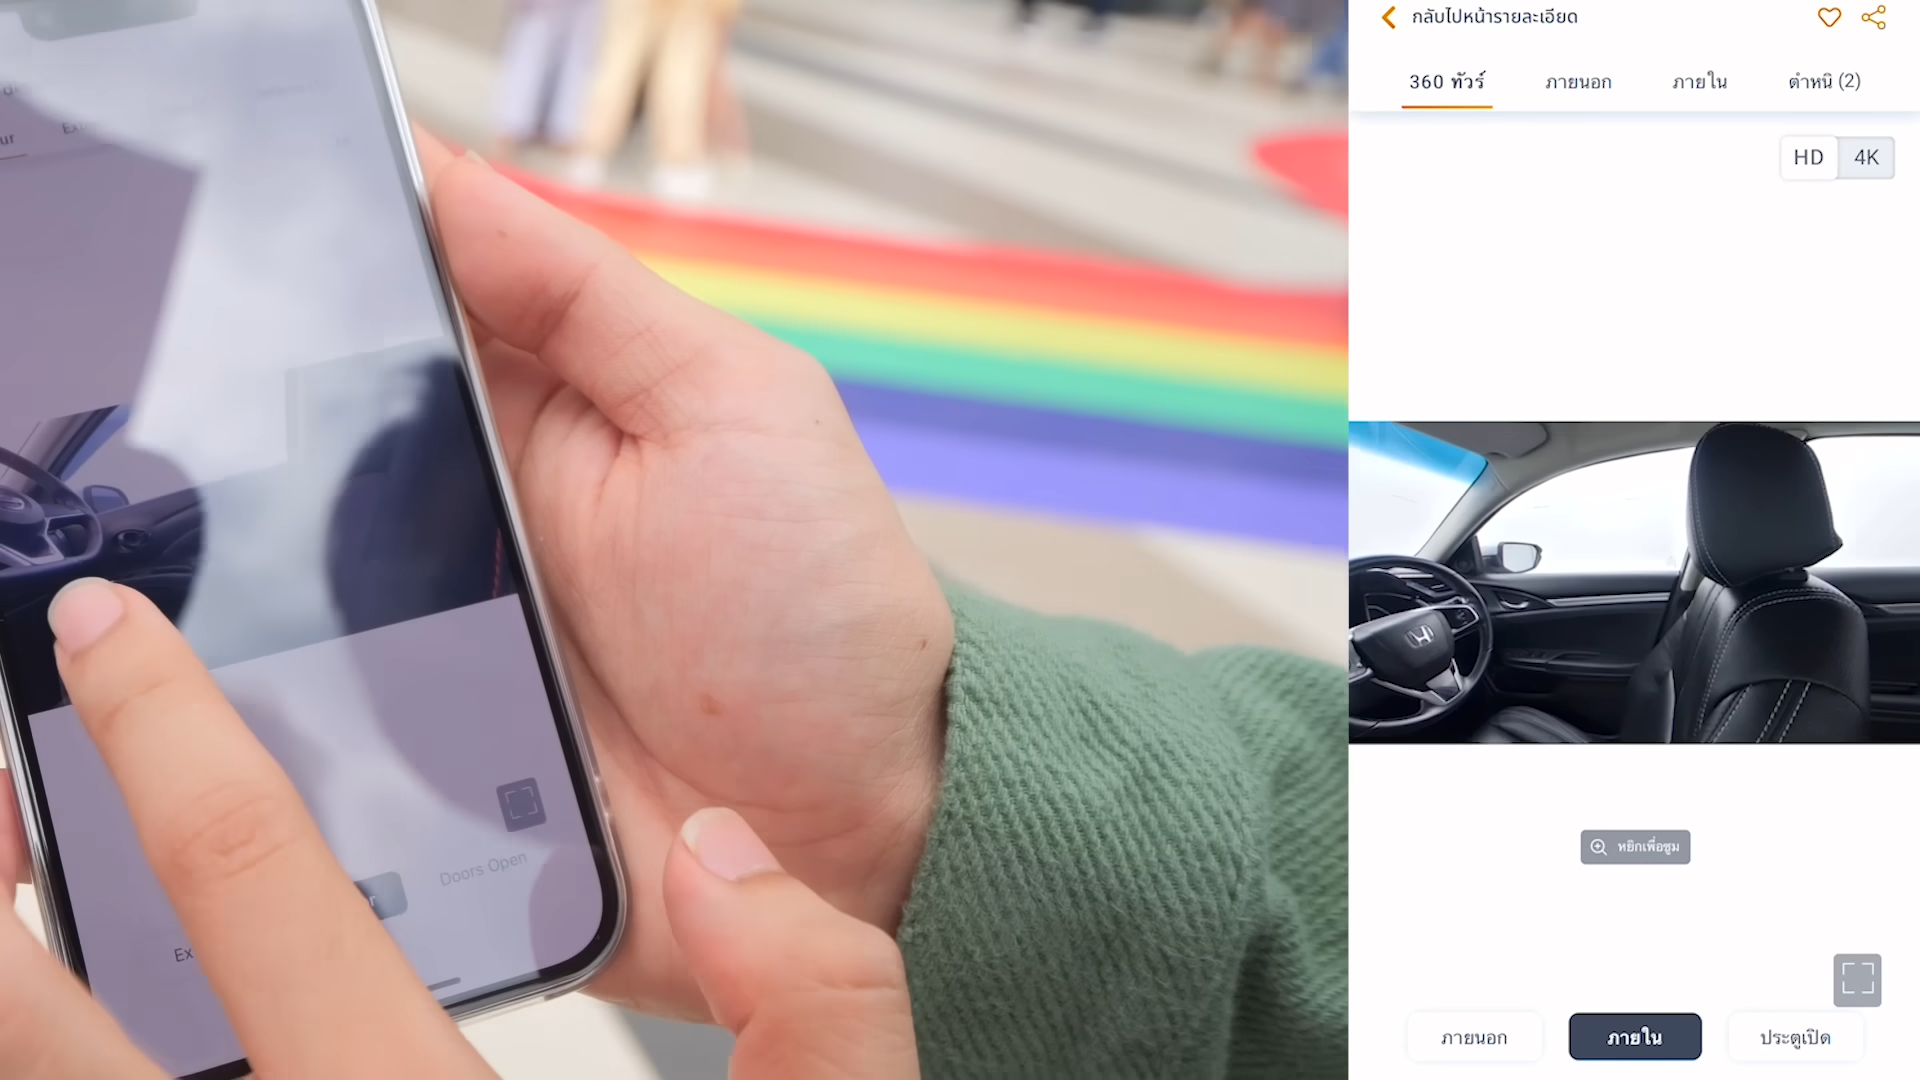 Doors Open
Ex
กลับไปหน้ารายละเอียด
360 ทัวร์
ภายนอก
ภายใน
ตำหนิ (2)
HD
4K
หยิกเพื่อซูม
ภายนอก
ภายใน
ประตูเปิด